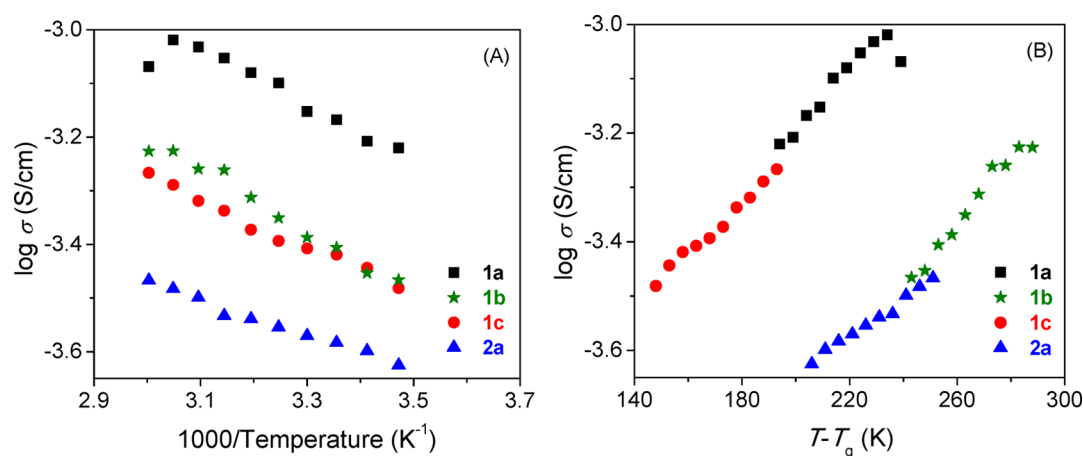 (A)
log σ (S/cm)
-3.0
-3.2
-3.4
-3.6
1a
1b
1c
2a
2.9
3.1
3.3
3.5
3.7
1000/Temperature (K⁻¹)
(B)
log σ (S/cm)
-3.0
-3.2
-3.4
-3.6
1a
1b
1c
2a
140
180
220
260
300
T-Tg (K)